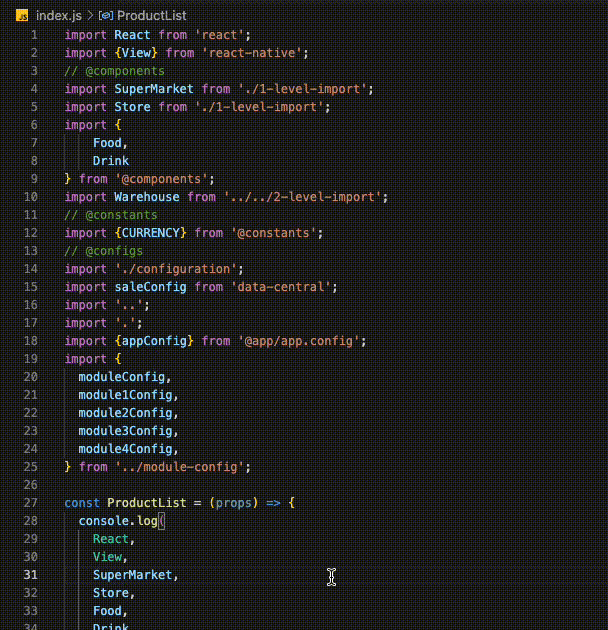 JS index.js > ProductList
1 import React from 'react';
2 import {View} from 'react-native';
3 // @components
4 import SuperMarket from './1-level-import';
5 import Store from './1-level-import';
6 import {
7     Food,
8     Drink
9 } from '@components';
10 import Warehouse from '../../2-level-import';
11 // @constants
12 import {CURRENCY} from '@constants';
13 // @configs
14 import './configuration';
15 import saleConfig from 'data-central';
16 import '..';
17 import '.';
18 import {appConfig} from '@app/app.config';
19 import {
20   moduleConfig,
21   module1Config,
22   module2Config,
23   module3Config,
24   module4Config,
25 } from '../module-config';
26
27 const ProductList = (props) => {
28   console.log(
29     React,
30     View,
31     SuperMarket,
32     Store,
33     Food,
34     Drink